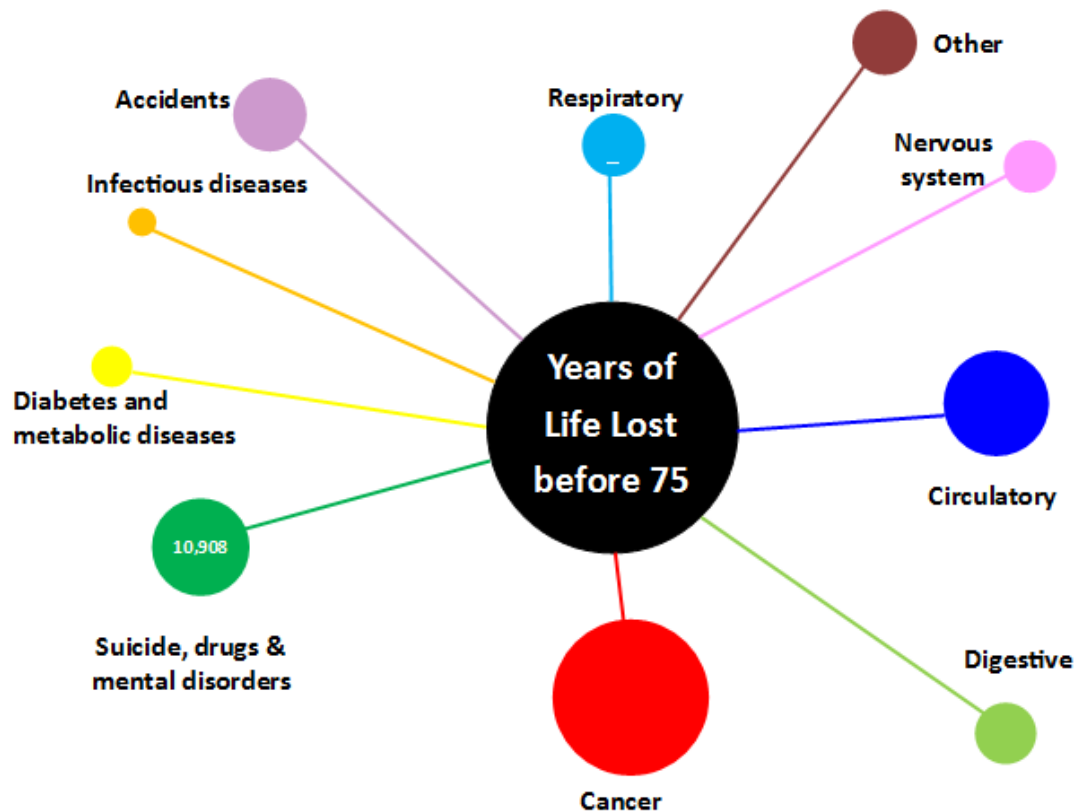 Other
Accidents
Respiratory
Nervous
system
Infectious diseases
Years of
Life Lost
before 75
Diabetes and
metabolic diseases
Circulatory
10,908
Suicide, drugs &
mental disorders
Digestive
Cancer